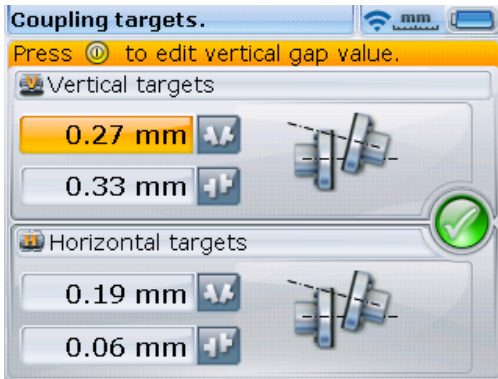 Coupling targets.
mm
Press to edit vertical gap value.
V Vertical targets
0.27 mm
0.33 mm
H Horizontal targets
0.19 mm
0.06 mm